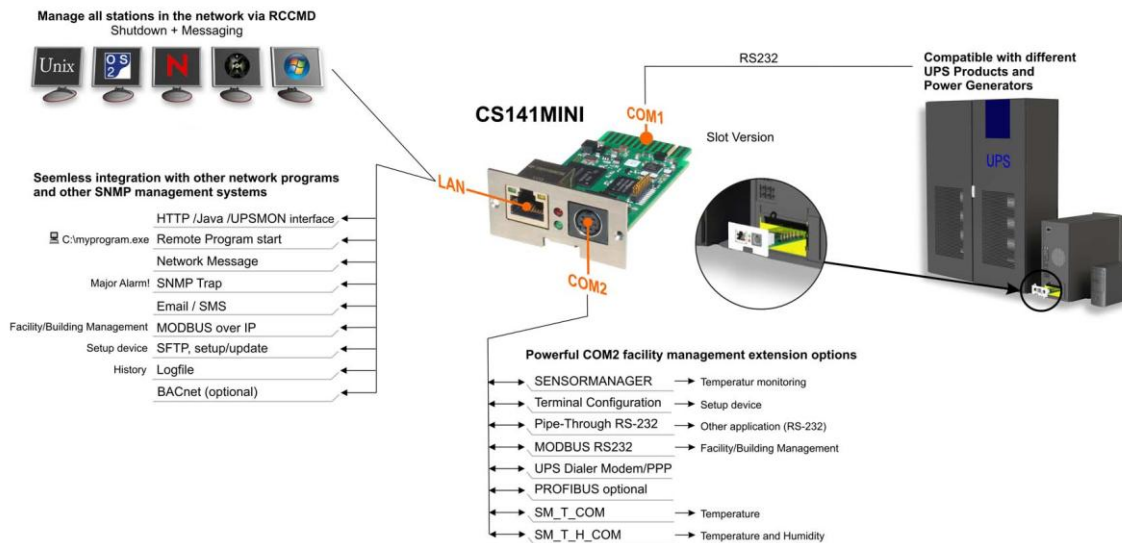 Manage all stations in the network via RCCMD
Shutdown + Messaging
Unix
OS
2
N
RS232
Compatible with different
UPS Products and
Power Generators
CS141MINI
COM1
Slot Version
UPS
LAN
COM2
Seemless integration with other network programs
and other SNMP management systems
HTTP /Java /UPSMON interface
C:\myprogram.exe Remote Program start
Network Message
Major Alarm! SNMP Trap
Email / SMS
Facility/Building Management MODBUS over IP
Setup device SFTP, setup/update
History Logfile
BACnet (optional)
Powerful COM2 facility management extension options
SENSORMANAGER Temperatur monitoring
Terminal Configuration Setup device
Pipe-Through RS-232 Other application (RS-232)
MODBUS RS232 Facility/Building Management
UPS Dialer Modem/PPP
PROFIBUS optional
SM_T_COM Temperature
SM_T_H_COM Temperature and Humidity